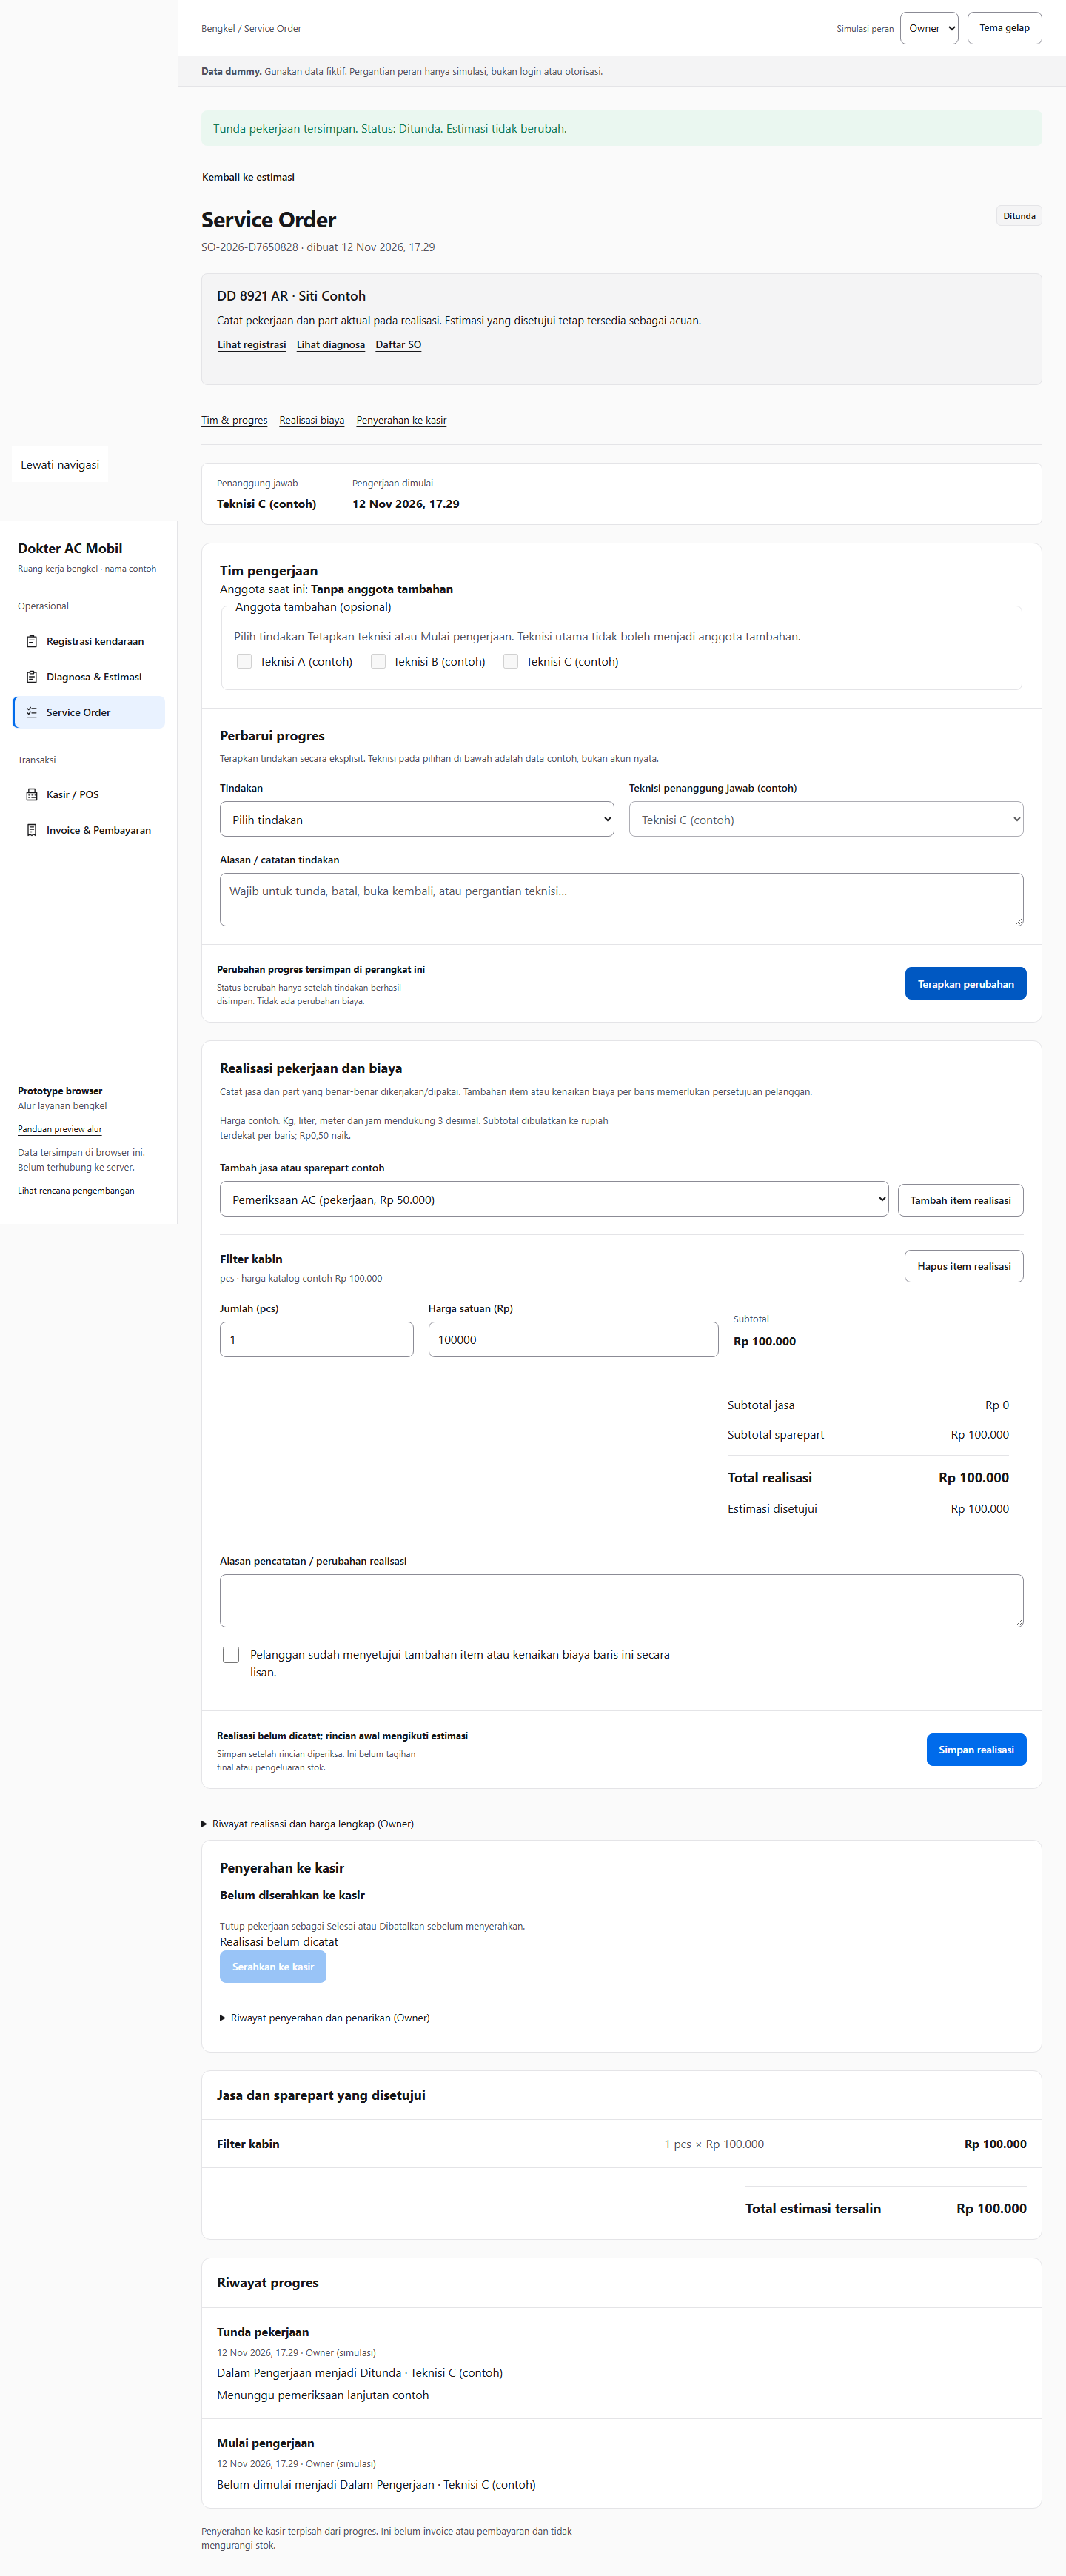 Bengkel / Service Order
Simulasi peran
Owner
Tema gelap
Data dummy. Gunakan data fiktif. Pergantian peran hanya simulasi, bukan login atau otorisasi.
Tunda pekerjaan tersimpan. Status: Ditunda. Estimasi tidak berubah.
Kembali ke estimasi
Service Order
Ditunda
SO-2026-D7650828 · dibuat 12 Nov 2026, 17.29
DD 8921 AR · Siti Contoh
Catat pekerjaan dan part aktual pada realisasi. Estimasi yang disetujui tetap tersedia sebagai acuan.
Lihat registrasi Lihat diagnosa Daftar SO
Tim & progres Realisasi biaya Penyerahan ke kasir
Lewati navigasi
Dokter AC Mobil
Ruang kerja bengkel · nama contoh
Operasional
Registrasi kendaraan
Diagnosa & Estimasi
Service Order
Transaksi
Kasir / POS
Invoice & Pembayaran
Prototype browser
Alur layanan bengkel
Panduan preview alur
Data tersimpan di browser ini.
Belum terhubung ke server.
Lihat rencana pengembangan
Penanggung jawab
Teknisi C (contoh)
Pengerjaan dimulai
12 Nov 2026, 17.29
Tim pengerjaan
Anggota saat ini: Tanpa anggota tambahan
Anggota tambahan (opsional)
Pilih tindakan Tetapkan teknisi atau Mulai pengerjaan. Teknisi utama tidak boleh menjadi anggota tambahan.
Teknisi A (contoh) Teknisi B (contoh) Teknisi C (contoh)
Perbarui progres
Terapkan tindakan secara eksplisit. Teknisi pada pilihan di bawah adalah data contoh, bukan akun nyata.
Tindakan
Pilih tindakan
Teknisi penanggung jawab (contoh)
Teknisi C (contoh)
Alasan / catatan tindakan
Wajib untuk tunda, batal, buka kembali, atau pergantian teknisi...
Perubahan progres tersimpan di perangkat ini
Status berubah hanya setelah tindakan berhasil
disimpan. Tidak ada perubahan biaya.
Terapkan perubahan
Realisasi pekerjaan dan biaya
Catat jasa dan part yang benar-benar dikerjakan/dipakai. Tambahan item atau kenaikan biaya per baris memerlukan persetujuan pelanggan.
Harga contoh. Kg, liter, meter dan jam mendukung 3 desimal. Subtotal dibulatkan ke rupiah
terdekat per baris; Rp0,50 naik.
Tambah jasa atau sparepart contoh
Pemeriksaan AC (pekerjaan, Rp 50.000)
Tambah item realisasi
Filter kabin
pcs · harga katalog contoh Rp 100.000
Hapus item realisasi
Jumlah (pcs)
1
Harga satuan (Rp)
100000
Subtotal
Rp 100.000
Subtotal jasa Rp 0
Subtotal sparepart Rp 100.000
Total realisasi Rp 100.000
Estimasi disetujui Rp 100.000
Alasan pencatatan / perubahan realisasi
Pelanggan sudah menyetujui tambahan item atau kenaikan biaya baris ini secara
lisan.
Realisasi belum dicatat; rincian awal mengikuti estimasi
Simpan setelah rincian diperiksa. Ini belum tagihan
final atau pengeluaran stok.
Simpan realisasi
Riwayat realisasi dan harga lengkap (Owner)
Penyerahan ke kasir
Belum diserahkan ke kasir
Tutup pekerjaan sebagai Selesai atau Dibatalkan sebelum menyerahkan.
Realisasi belum dicatat
Serahkan ke kasir
Riwayat penyerahan dan penarikan (Owner)
Jasa dan sparepart yang disetujui
Filter kabin 1 pcs × Rp 100.000 Rp 100.000
Total estimasi tersalin Rp 100.000
Riwayat progres
Tunda pekerjaan
12 Nov 2026, 17.29 · Owner (simulasi)
Dalam Pengerjaan menjadi Ditunda · Teknisi C (contoh)
Menunggu pemeriksaan lanjutan contoh
Mulai pengerjaan
12 Nov 2026, 17.29 · Owner (simulasi)
Belum dimulai menjadi Dalam Pengerjaan · Teknisi C (contoh)
Penyerahan ke kasir terpisah dari progres. Ini belum invoice atau pembayaran dan tidak
mengurangi stok.